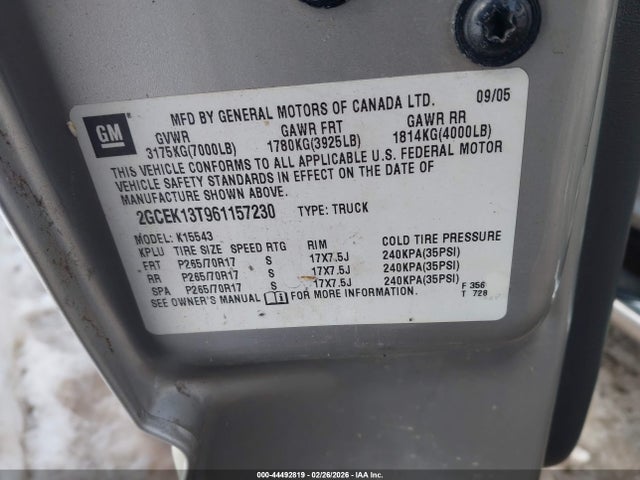 GM
MFD BY GENERAL MOTORS OF CANADA LTD. 09/05
GVWR GAWR FRT GAWR RR
3175KG(7000LB) 1780KG(3925LB) 1814KG(4000LB)
THIS VEHICLE CONFORMS TO ALL APPLICABLE U.S. FEDERAL MOTOR
VEHICLE SAFETY STANDARDS IN EFFECT ON THE DATE OF
MANUFACTURE SHOWN ABOVE.
2GCEK13T961157230 TYPE: TRUCK
MODEL: K15543
KPLU TIRE SIZE SPEED RTG RIM COLD TIRE PRESSURE
FRT P265/70R17 S 17X7.5J 240KPA(35PSI)
RR P265/70R17 S 17X7.5J 240KPA(35PSI)
SPA P265/70R17 S 17X7.5J 240KPA(35PSI)
SEE OWNER'S MANUAL FOR MORE INFORMATION.
F 356
T 728
000-44492819 - 02/26/2026 - IAAI.COM